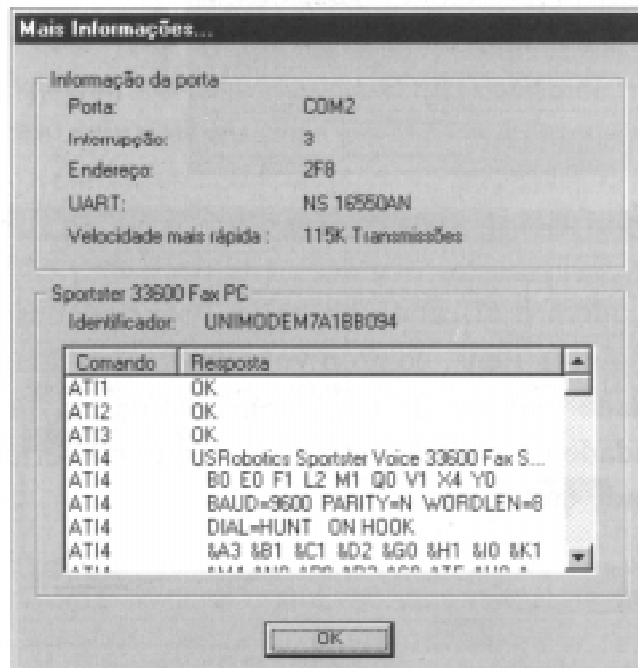 Mais Informações...
Informação da porta
Porta: COM2
Interrupção: 3
Endereço: 2F8
UART: NS 16550AN
Velocidade mais rápida : 115K Transmissões
Sportster 33600 Fax PC
Identificador: UNIMODEM7A1BB094
Comando Resposta
ATI1 OK
ATI2 OK
ATI3 OK
ATI4 USRobotics Sportster Voice 33600 Fax S...
ATI4 B0 E0 F1 L2 M1 Q0 V1 X4 Y0
ATI4 BAUD=9600 PARITY=N WORDLEN=8
ATI4 DIAL=HUNT ON HOOK
ATI4 &A3 &B1 &C1 &D2 &G0 &H1 &I0 &K1
OK